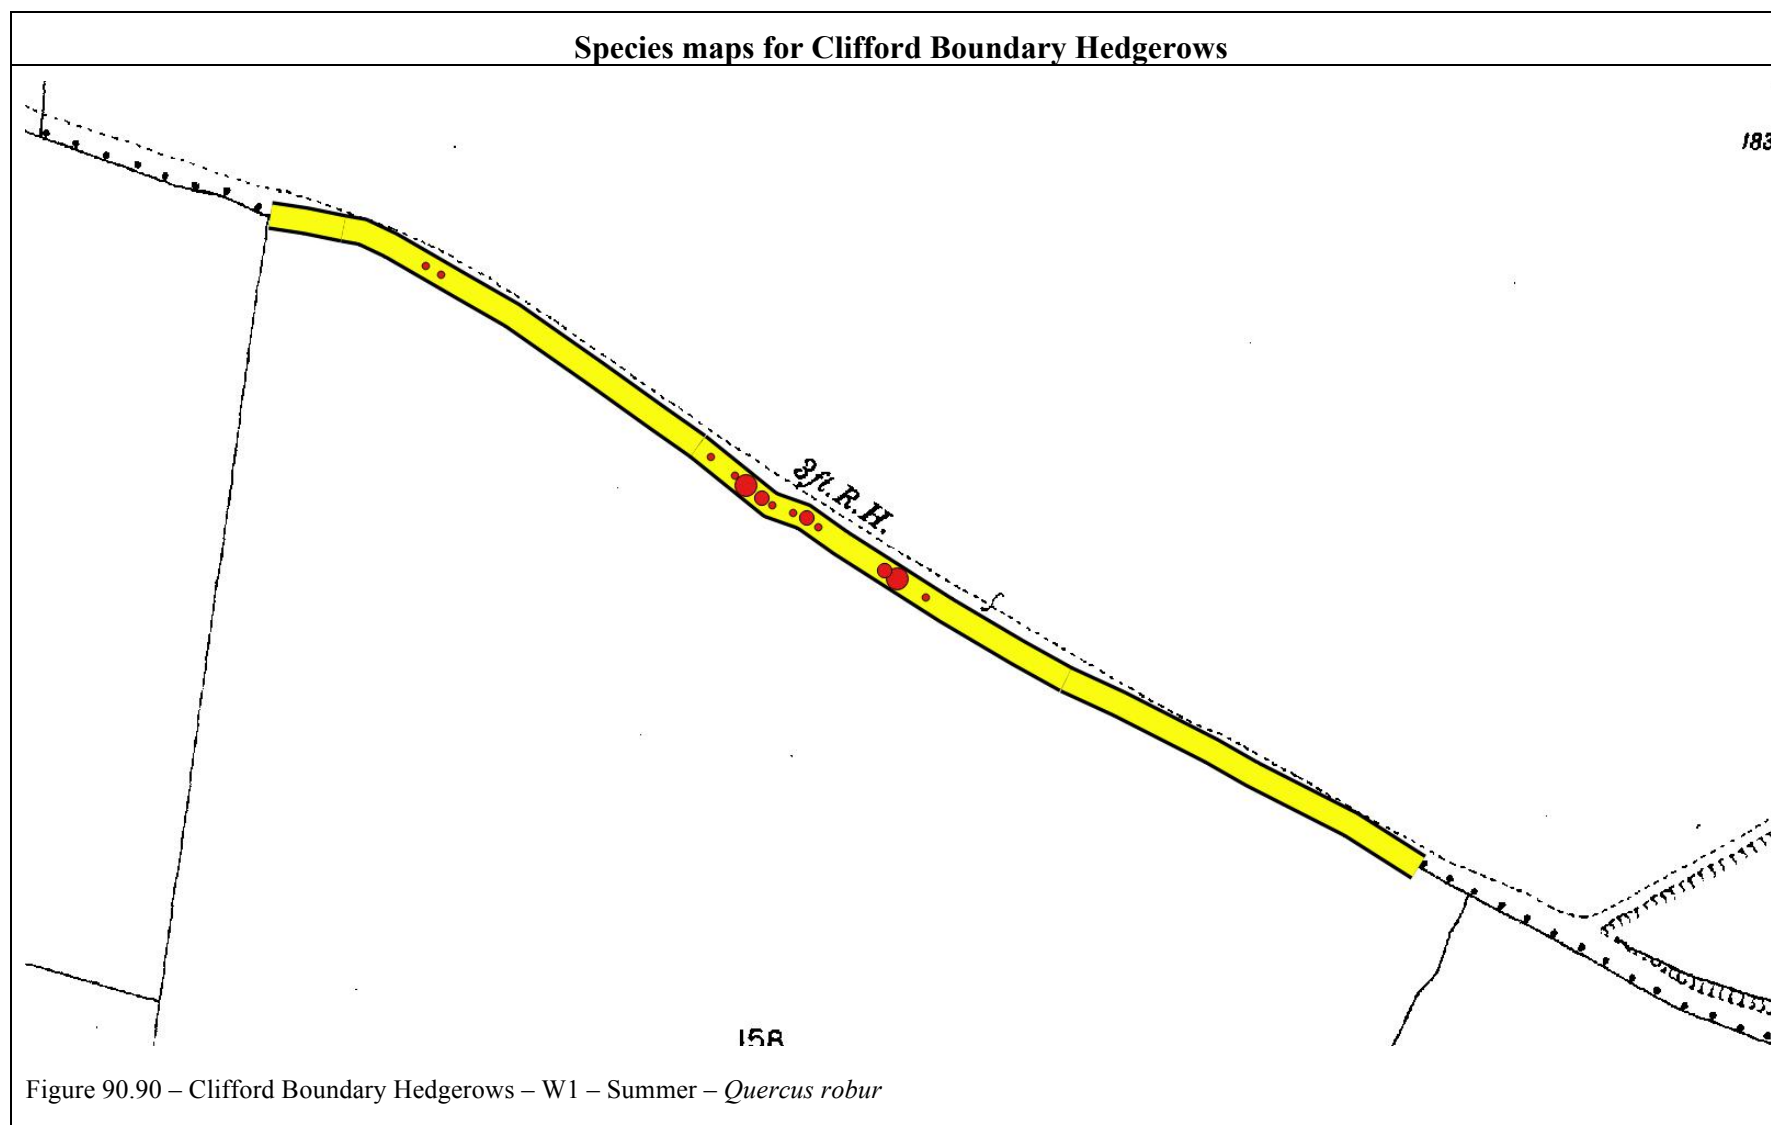 Species maps for Clifford Boundary Hedgerows
183
3ft.R.H.
158
Figure 90.90 – Clifford Boundary Hedgerows – W1 – Summer – Quercus robur